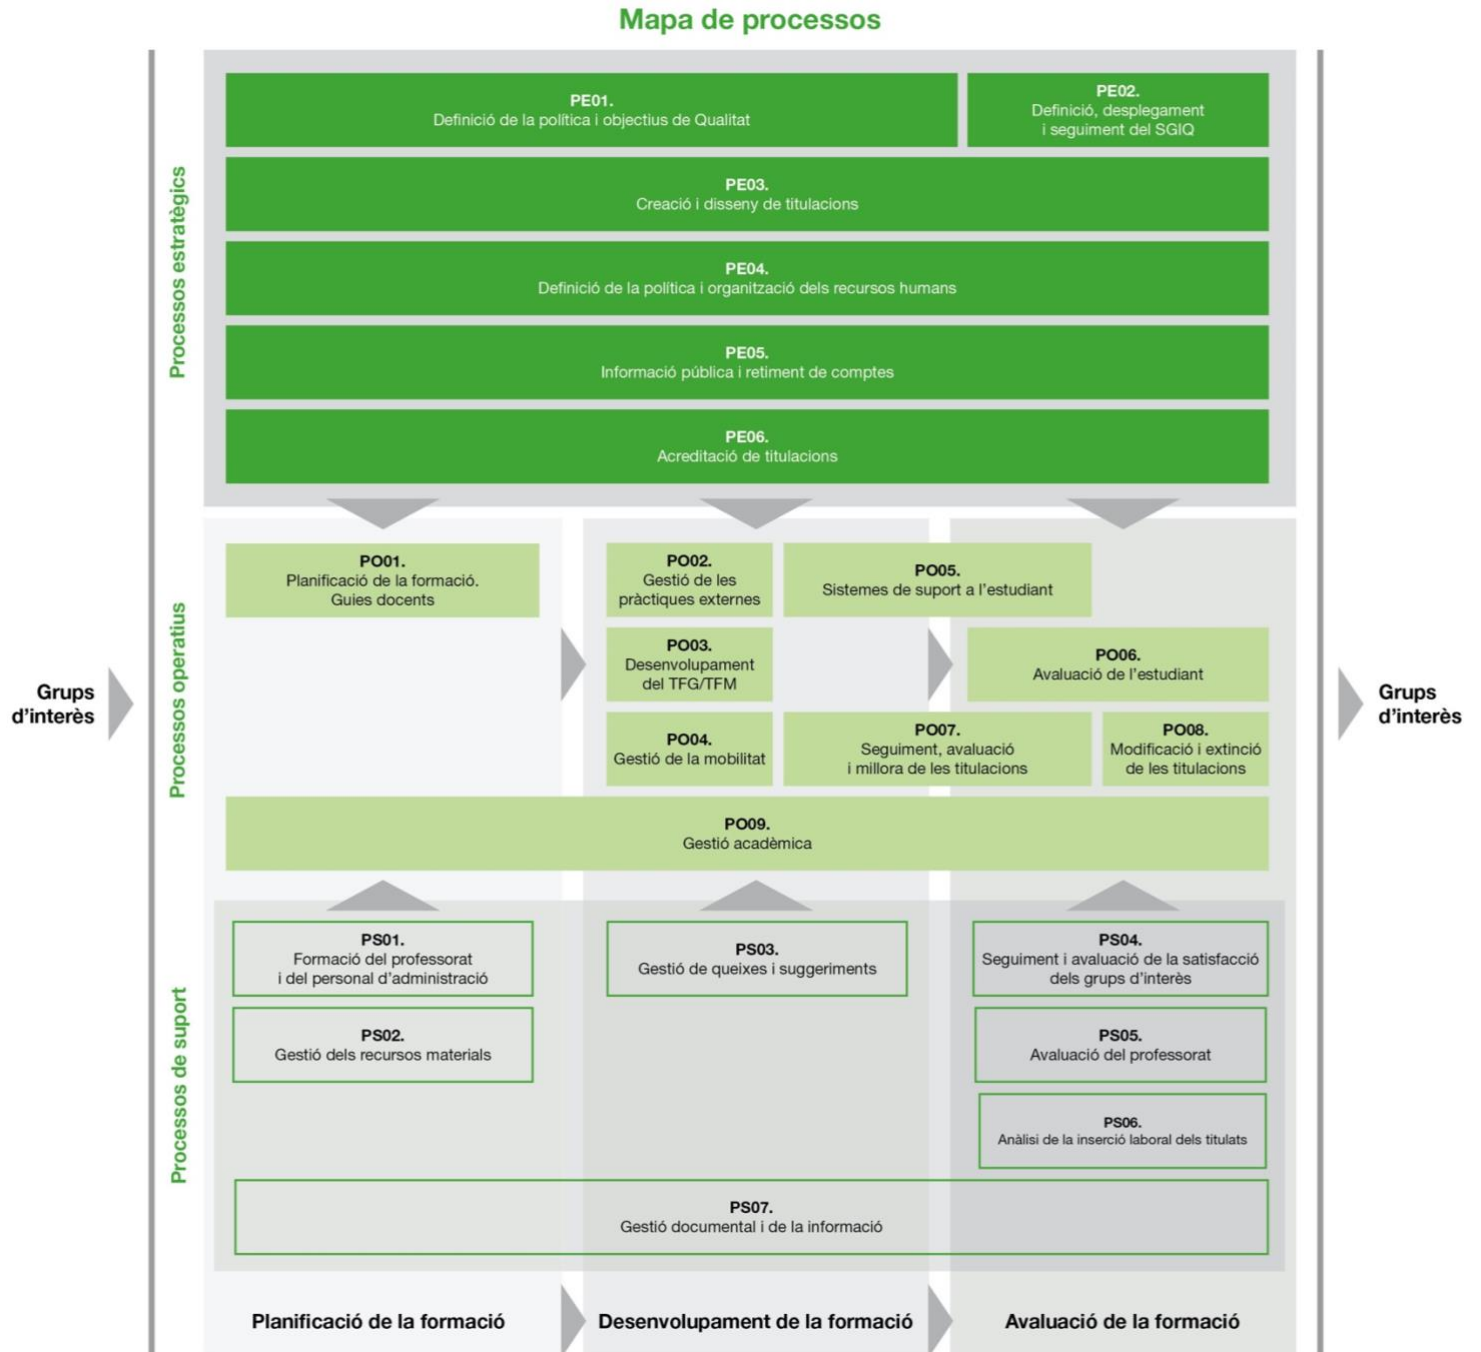 Mapa de processos
Processos estratègics
PE01.
Definició de la política i objectius de Qualitat
PE02.
Definició, desplegament
i seguiment del SGIQ
PE03.
Creació i disseny de titulacions
PE04.
Definició de la política i organització dels recursos humans
PE05.
Informació pública i retiment de comptes
PE06.
Acreditació de titulacions
Grups
d’interès
Processos operatius
PO01.
Planificació de la formació.
Guies docents
PO02.
Gestió de les
pràctiques externes
PO05.
Sistemes de suport a l’estudiant
PO03.
Desenvolupament
del TFG/TFM
PO06.
Avaluació de l’estudiant
PO04.
Gestió de la mobilitat
PO07.
Seguiment, avaluació
i millora de les titulacions
PO08.
Modificació i extinció
de les titulacions
PO09.
Gestió acadèmica
Grups
d’interès
Processos de suport
PS01.
Formació del professorat
i del personal d’administració
PS03.
Gestió de queixes i suggeriments
PS04.
Seguiment i avaluació de la satisfacció
dels grups d’interès
PS02.
Gestió dels recursos materials
PS05.
Avaluació del professorat
PS06.
Anàlisi de la inserció laboral dels titulats
PS07.
Gestió documental i de la informació
Planificació de la formació
Desenvolupament de la formació
Avaluació de la formació